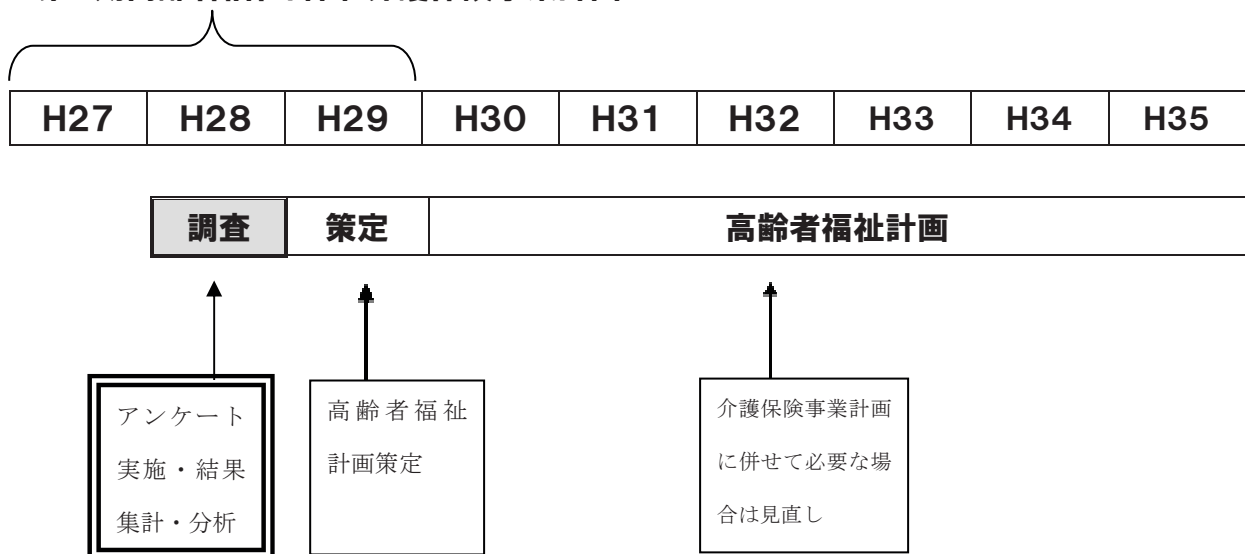 H27 H28 H29 H30 H31 H32 H33 H34 H35
調査 策定 高齢者福祉計画
アンケート
実施・結果
集計・分析
高齢者福祉
計画策定
介護保険事業計画
に併せて必要な場
合は見直し